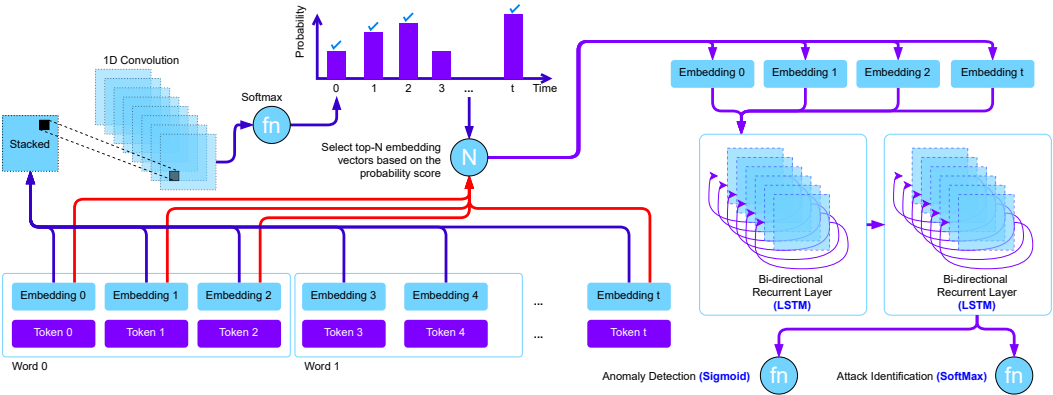 Probability
1D Convolution
Softmax
fn
Stacked
0
1
2
3
...
t
Time
Select top-N embedding
vectors based on the
probability score
N
Embedding 0
Embedding 1
Embedding 2
Embedding t
Bi-directional
Recurrent Layer
(LSTM)
Bi-directional
Recurrent Layer
(LSTM)
Embedding 0
Embedding 1
Embedding 2
Embedding 3
Embedding 4
...
Embedding t
Token 0
Token 1
Token 2
Token 3
Token 4
...
Token t
Word 0
Word 1
Anomaly Detection (Sigmoid)
fn
Attack Identification (SoftMax)
fn